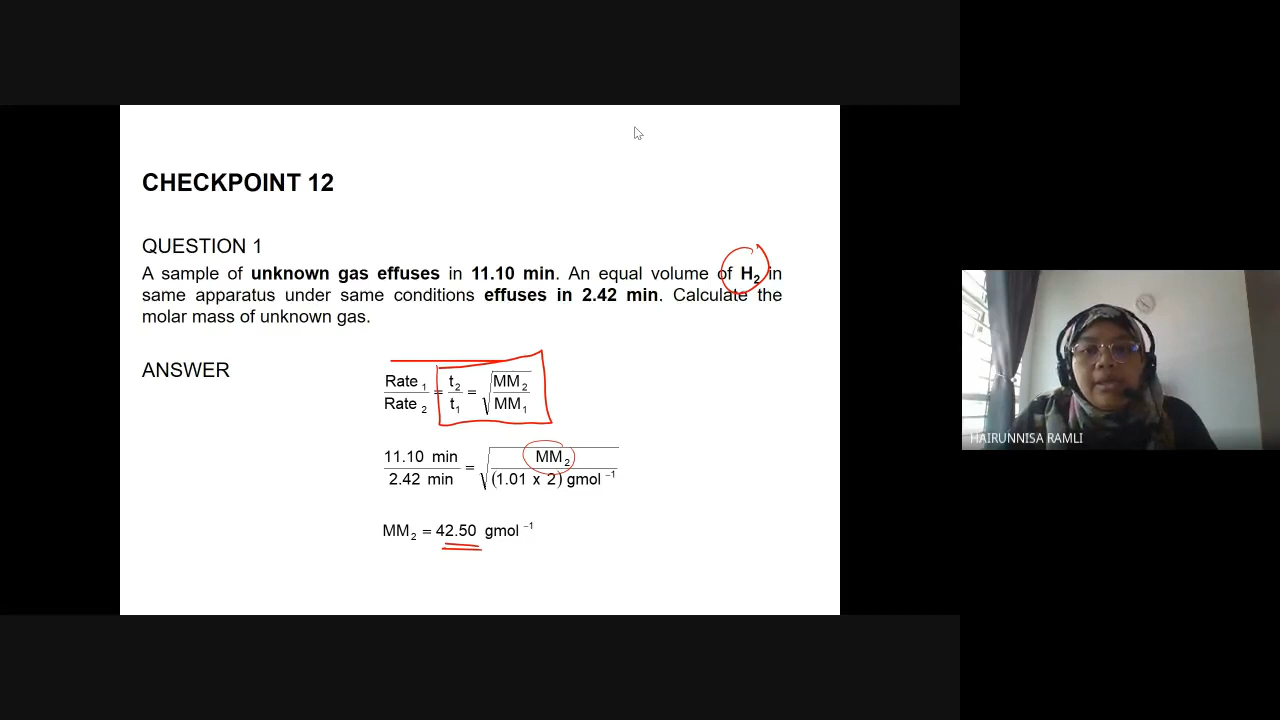 CHECKPOINT 12
QUESTION 1
A sample of unknown gas effuses in 11.10 min. An equal volume of H₂ in
same apparatus under same conditions effuses in 2.42 min. Calculate the
molar mass of unknown gas.
ANSWER
Rate₁ / Rate₂ = t₂ / t₁ = √(MM₂ / MM₁)
11.10 min / 2.42 min = √(MM₂ / (1.01 x 2) gmol⁻¹)
MM₂ = 42.50 gmol⁻¹
HAIRUNNISA RAMLI